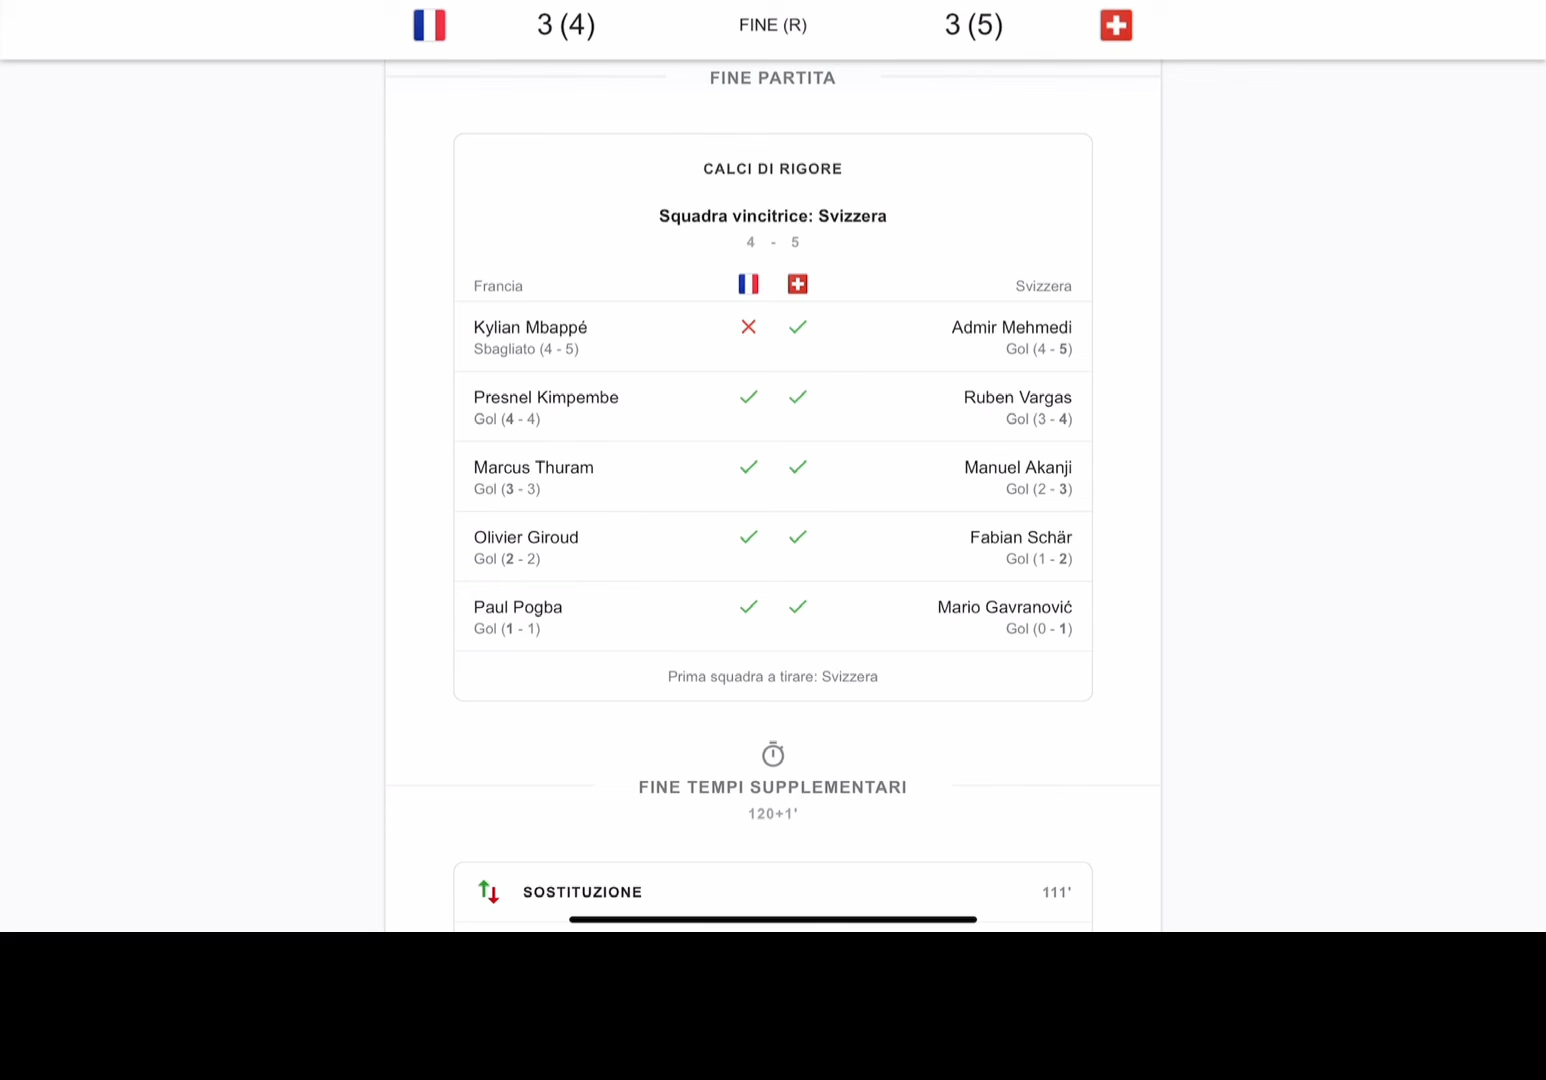 3 (4) FINE (R) 3 (5)
FINE PARTITA
CALCI DI RIGORE
Squadra vincitrice: Svizzera
4 - 5
Francia Svizzera
Kylian Mbappé Admir Mehmedi
Sbagliato (4 - 5) Gol (4 - 5)
Presnel Kimpembe Ruben Vargas
Gol (4 - 4) Gol (3 - 4)
Marcus Thuram Manuel Akanji
Gol (3 - 3) Gol (2 - 3)
Olivier Giroud Fabian Schär
Gol (2 - 2) Gol (1 - 2)
Paul Pogba Mario Gavranović
Gol (1 - 1) Gol (0 - 1)
Prima squadra a tirare: Svizzera
FINE TEMPI SUPPLEMENTARI
120+1'
SOSTITUZIONE 111'